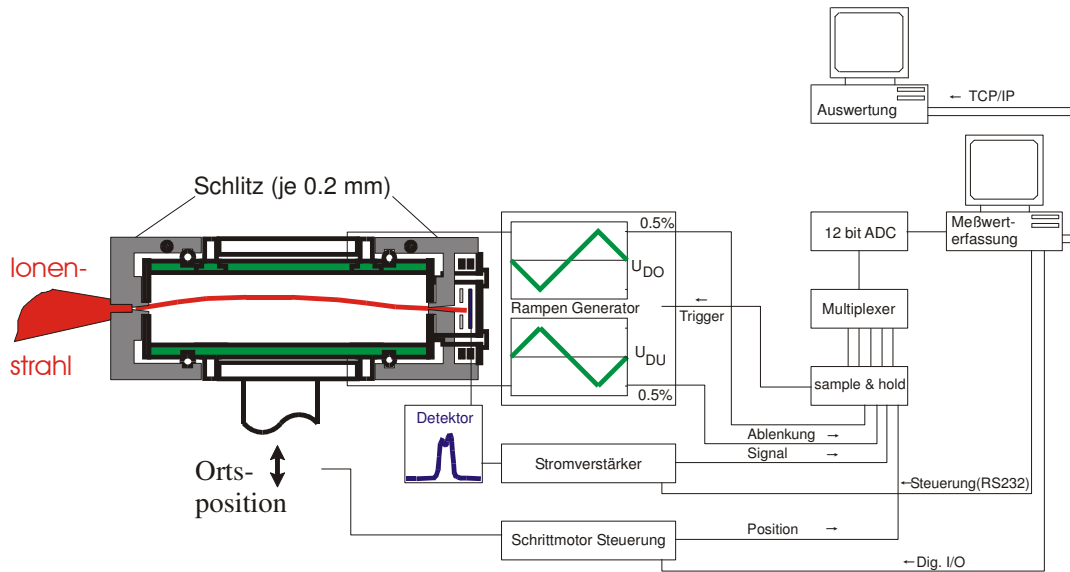 Auswertung
← TCP/IP
Schlitz (je 0.2 mm)
Ionen-
strahl
0.5%
U_DO
Rampen Generator
U_DU
0.5%
← Trigger
12 bit ADC
Meßwert-
erfassung
Multiplexer
sample & hold
Detektor
Ablenkung →
Signal →
Stromverstärker
Orts-
position
←Steuerung(RS232)
Schrittmotor Steuerung
Position →
← Dig. I/O